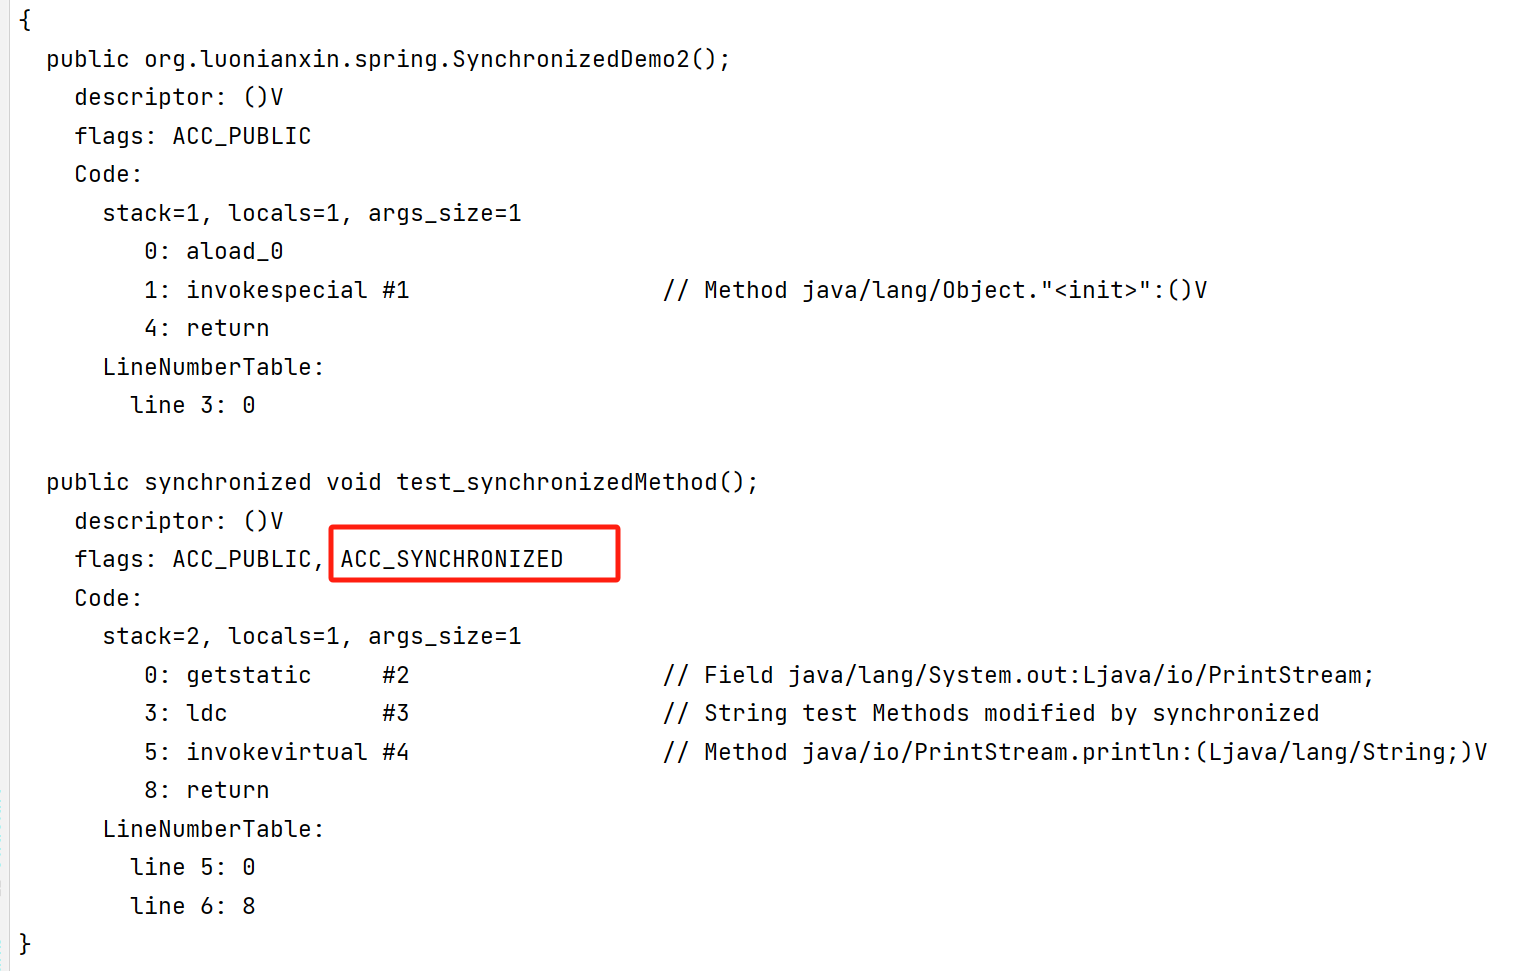 {
  public org.luonianxin.spring.SynchronizedDemo2();
    descriptor: ()V
    flags: ACC_PUBLIC
    Code:
      stack=1, locals=1, args_size=1
         0: aload_0
         1: invokespecial #1                  // Method java/lang/Object."<init>":()V
         4: return
      LineNumberTable:
        line 3: 0

  public synchronized void test_synchronizedMethod();
    descriptor: ()V
    flags: ACC_PUBLIC, ACC_SYNCHRONIZED
    Code:
      stack=2, locals=1, args_size=1
         0: getstatic     #2                  // Field java/lang/System.out:Ljava/io/PrintStream;
         3: ldc           #3                  // String test Methods modified by synchronized
         5: invokevirtual #4                  // Method java/io/PrintStream.println:(Ljava/lang/String;)V
         8: return
      LineNumberTable:
        line 5: 0
        line 6: 8
}